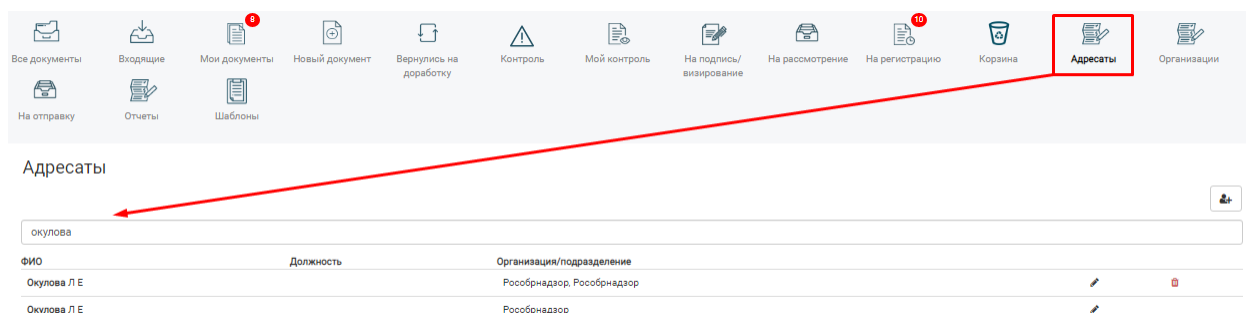 8
10
Все документы Входящие Мои документы Новый документ Вернулись на доработку Контроль Мой контроль На подпись/ визирование На рассмотрение На регистрацию Корзина Адресаты Организации
На отправку Отчеты Шаблоны
Адресаты
окулова
ФИО Должность Организация/подразделение
Окулова Л Е Рособрнадзор, Рособрнадзор
Окулова Л Е Рособрнадзор